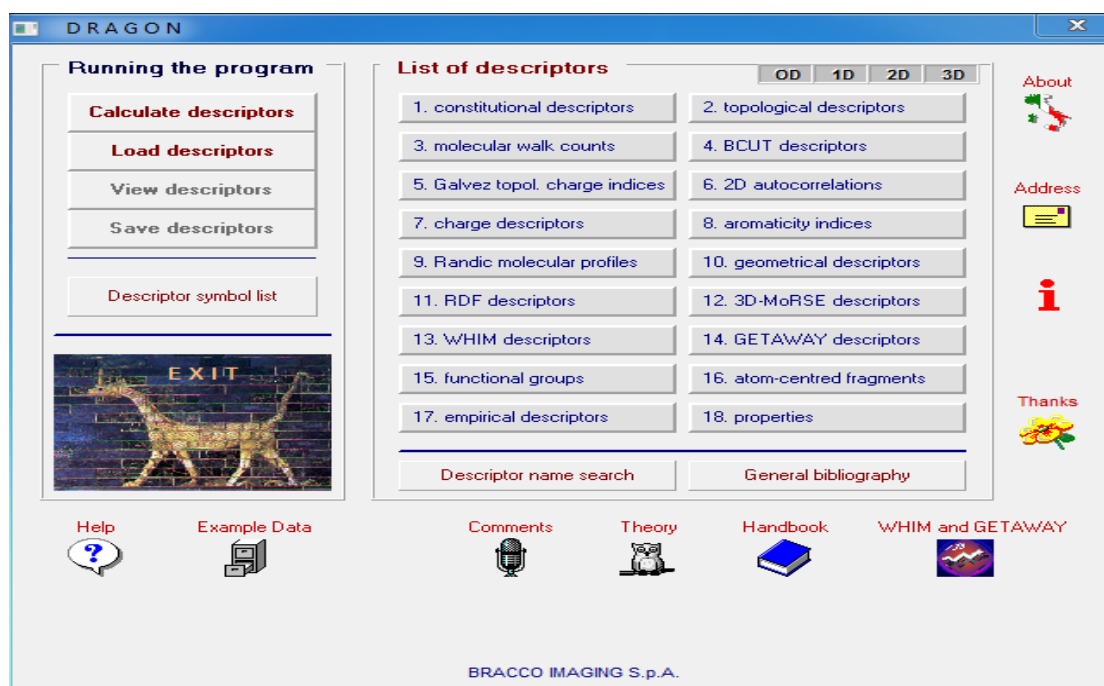 DRAGON
Running the program
Calculate descriptors
Load descriptors
View descriptors
Save descriptors
Descriptor symbol list
EXIT
List of descriptors
OD 1D 2D 3D
1. constitutional descriptors
2. topological descriptors
3. molecular walk counts
4. BCUT descriptors
5. Galvez topol. charge indices
6. 2D autocorrelations
7. charge descriptors
8. aromaticity indices
9. Randic molecular profiles
10. geometrical descriptors
11. RDF descriptors
12. 3D-MoRSE descriptors
13. WHIM descriptors
14. GETAWAY descriptors
15. functional groups
16. atom-centred fragments
17. empirical descriptors
18. properties
Descriptor name search
General bibliography
About
Address
Thanks
Help
Example Data
Comments
Theory
Handbook
WHIM and GETAWAY
BRACCO IMAGING S.p.A.